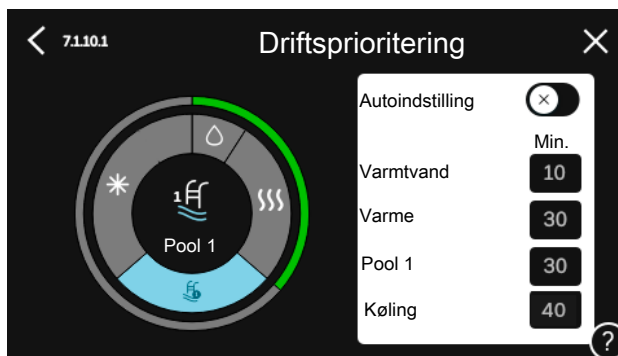 7.1.10.1
Driftsprioritering
Autoindstilling
Min.
Varmtvand 10
Varme 30
Pool 1 30
Køling 40
1
Pool 1
?